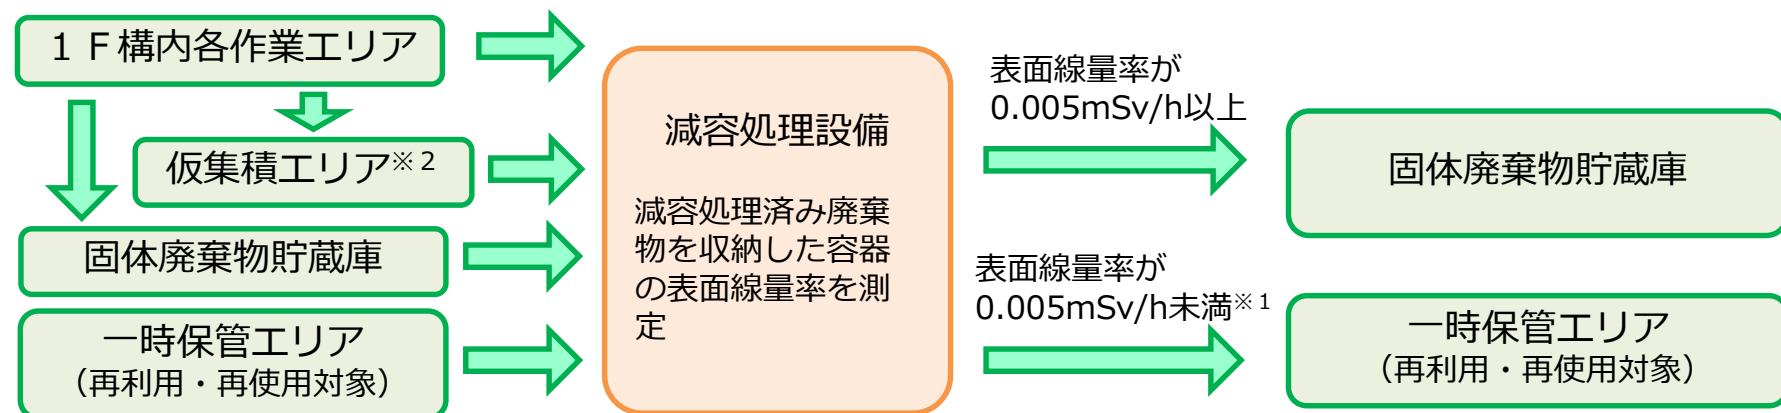 １Ｆ構内各作業エリア
仮集積エリア※２
固体廃棄物貯蔵庫
一時保管エリア
（再利用・再使用対象）
減容処理設備
減容処理済み廃棄
物を収納した容器
の表面線量率を測
定
表面線量率が
0.005mSv/h以上
表面線量率が
0.005mSv/h未満※１
固体廃棄物貯蔵庫
一時保管エリア
（再利用・再使用対象）